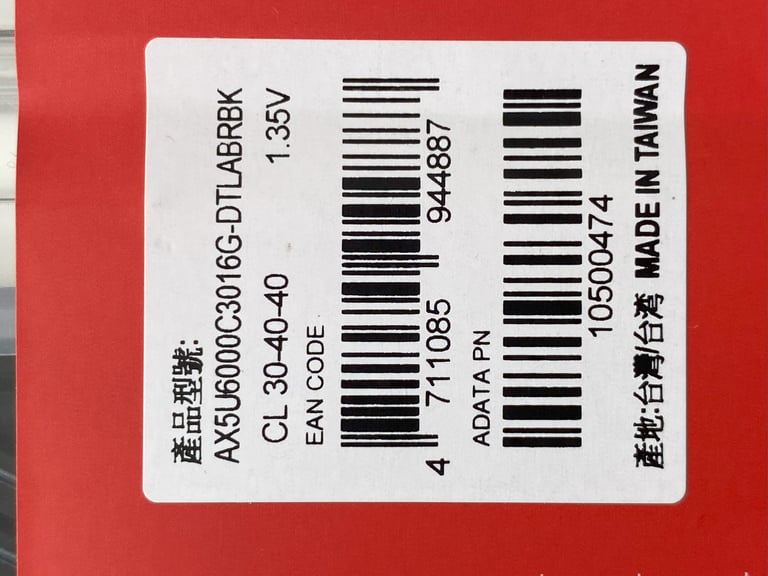 產品型號:
AX5U6000C3016G-DTLABRBK
CL 30-40-40 1.35V
EAN CODE
4 711085 944887
ADATA PN
10500474
產地:台灣/台湾 MADE IN TAIWAN